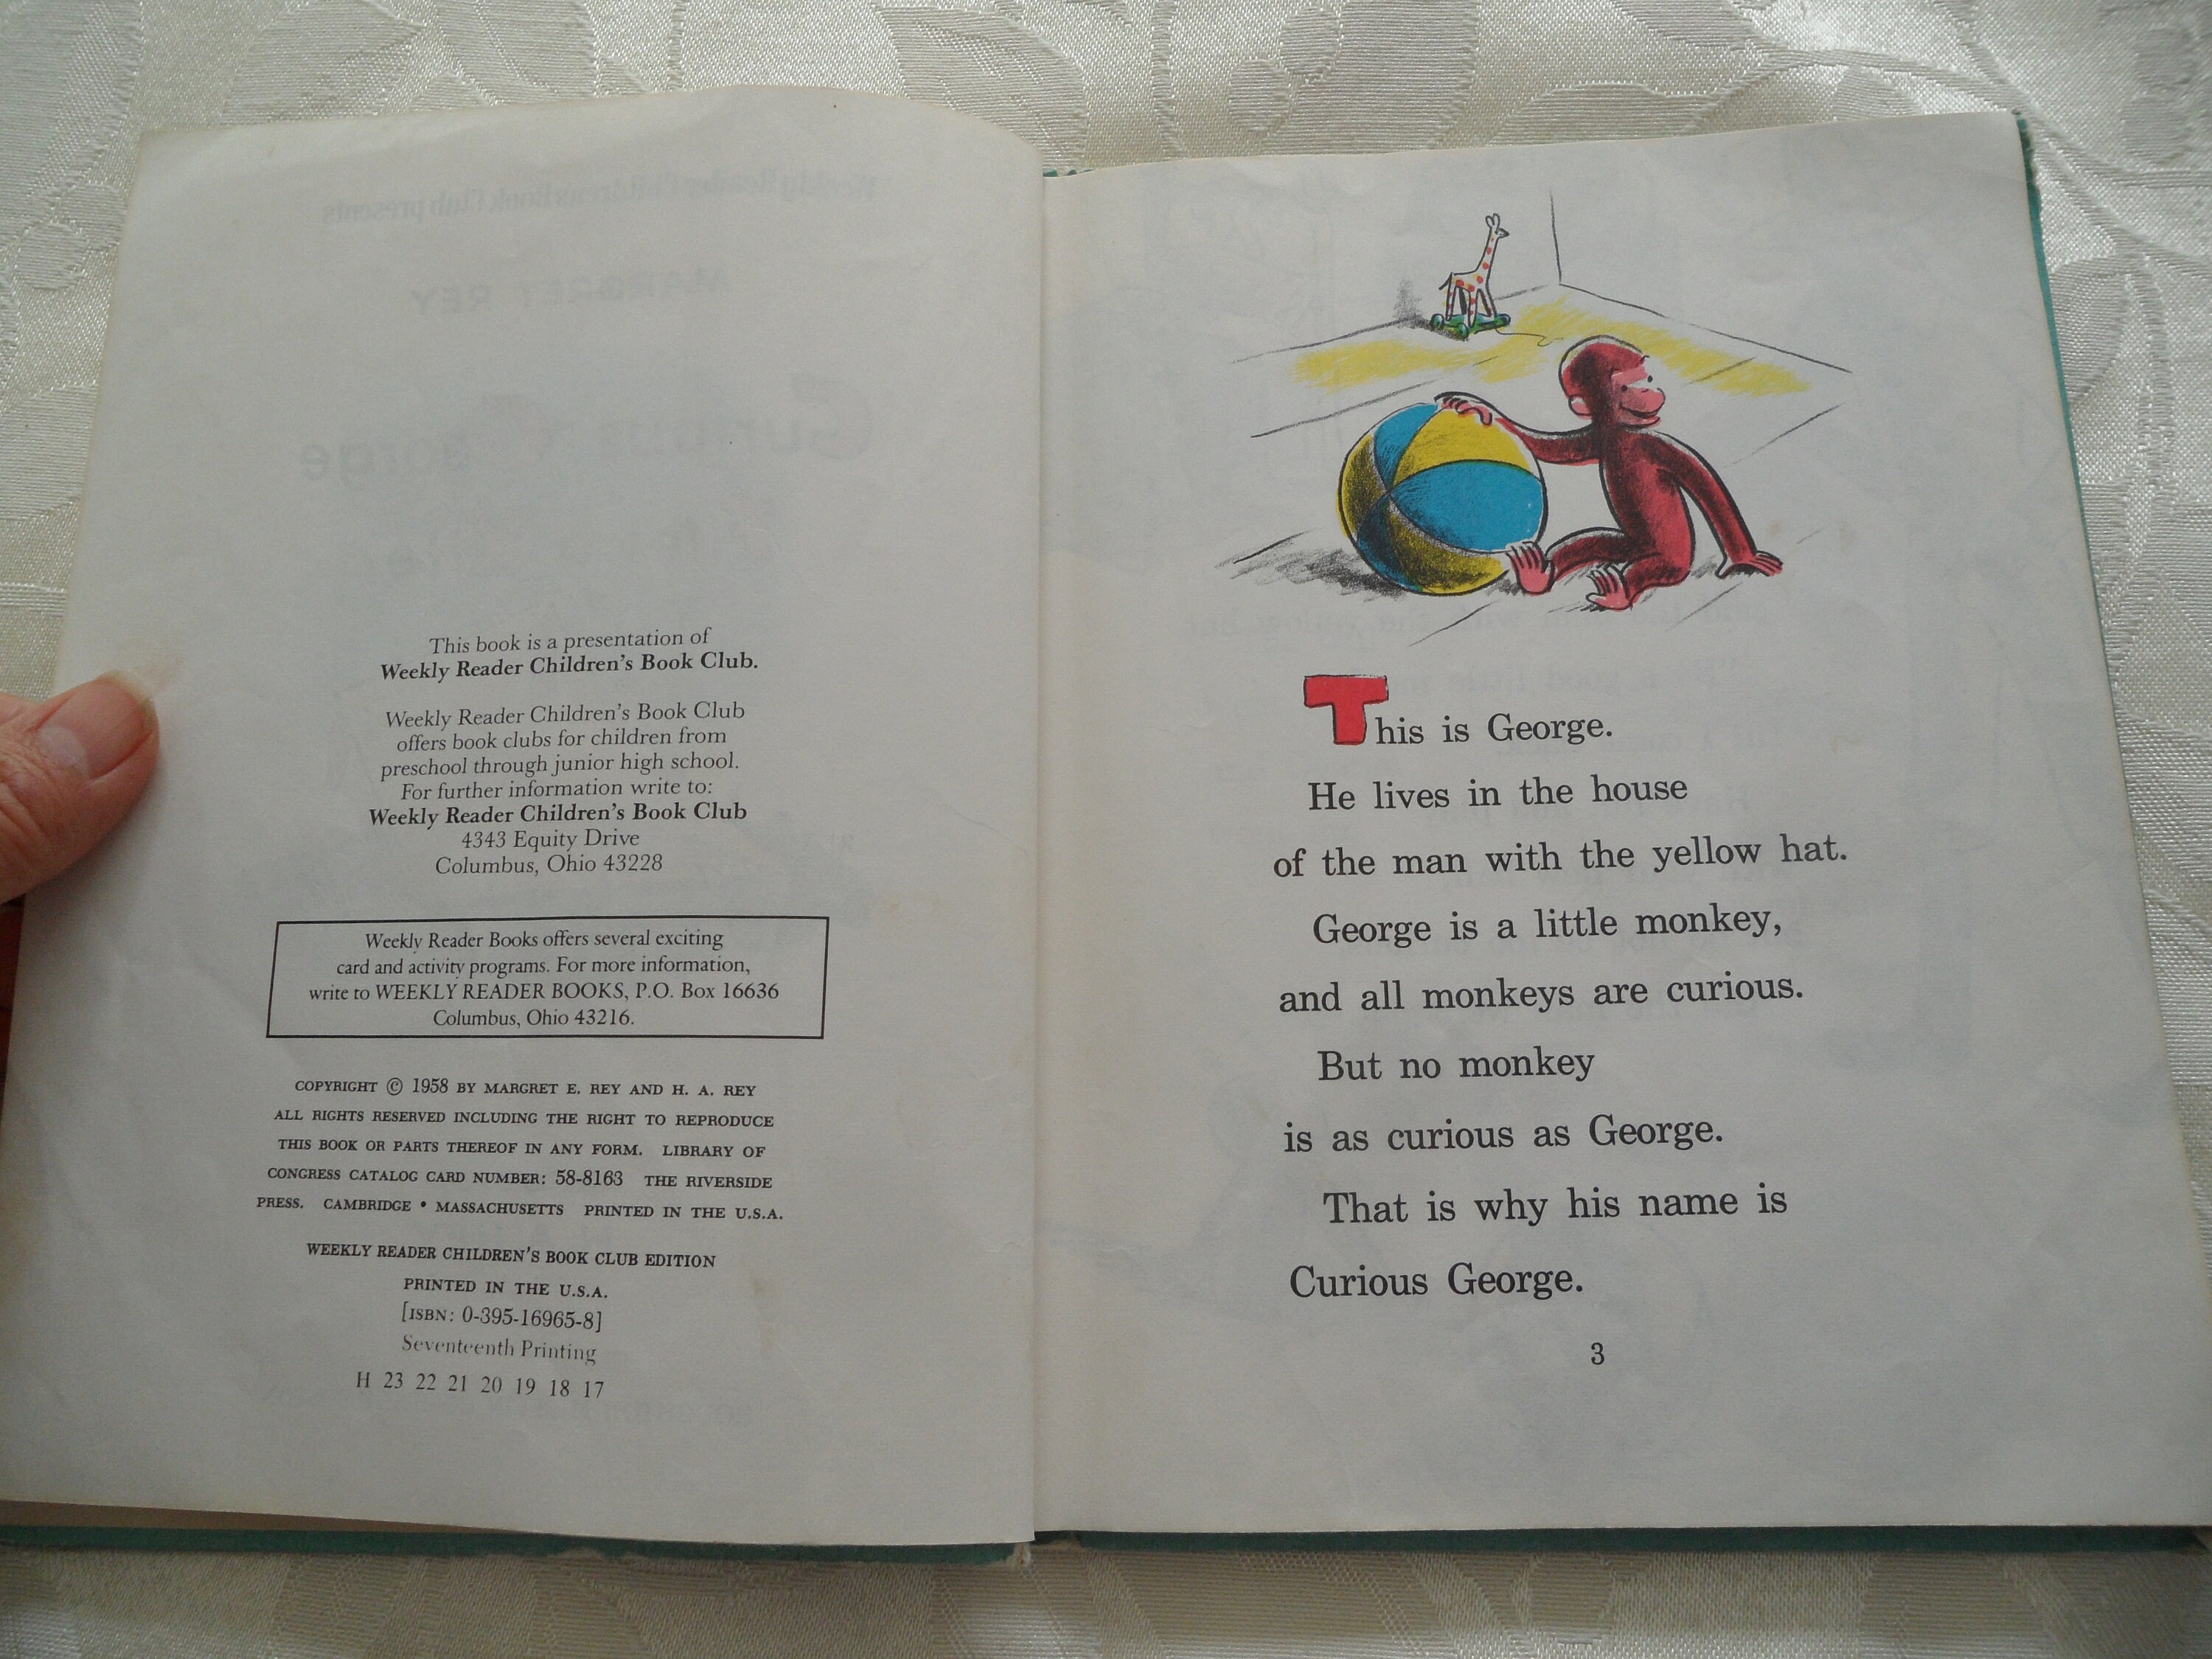 This book is a presentation of
Weekly Reader Children's Book Club.
Weekly Reader Children's Book Club
offers book clubs for children from
preschool through junior high school.
For further information write to:
Weekly Reader Children's Book Club
4343 Equity Drive
Columbus, Ohio 43228
Weekly Reader Books offers several exciting
card and activity programs. For more information,
write to WEEKLY READER BOOKS, P.O. Box 16636
Columbus, Ohio 43216.
COPYRIGHT © 1958 BY MARGRET E. REY AND H. A. REY
ALL RIGHTS RESERVED INCLUDING THE RIGHT TO REPRODUCE
THIS BOOK OR PARTS THEREOF IN ANY FORM. LIBRARY OF
CONGRESS CATALOG CARD NUMBER: 58-8163 THE RIVERSIDE
PRESS. CAMBRIDGE • MASSACHUSETTS PRINTED IN THE U.S.A.
WEEKLY READER CHILDREN'S BOOK CLUB EDITION
PRINTED IN THE U.S.A.
[ISBN: 0-395-16965-8]
Seventeenth Printing
H 23 22 21 20 19 18 17
This is George.
He lives in the house
of the man with the yellow hat.
George is a little monkey,
and all monkeys are curious.
But no monkey
is as curious as George.
That is why his name is
Curious George.
3